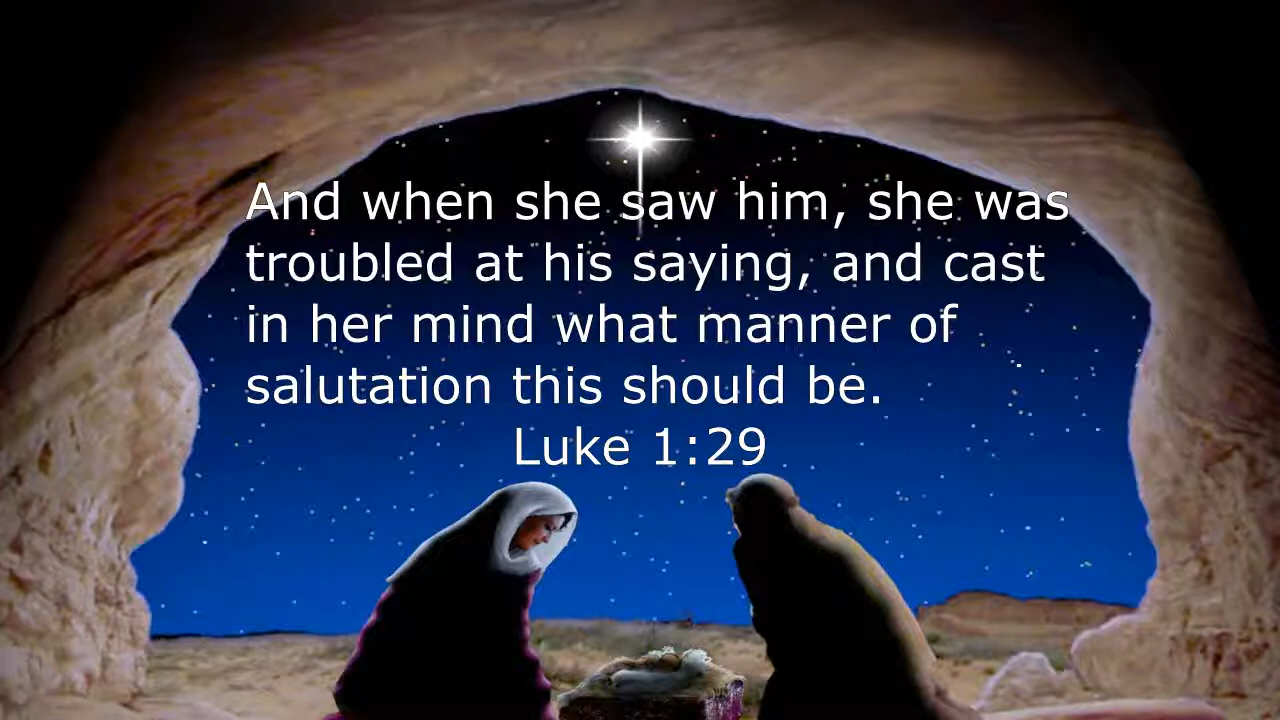 And when she saw him, she was
troubled at his saying, and cast
in her mind what manner of
salutation this should be.
Luke 1:29